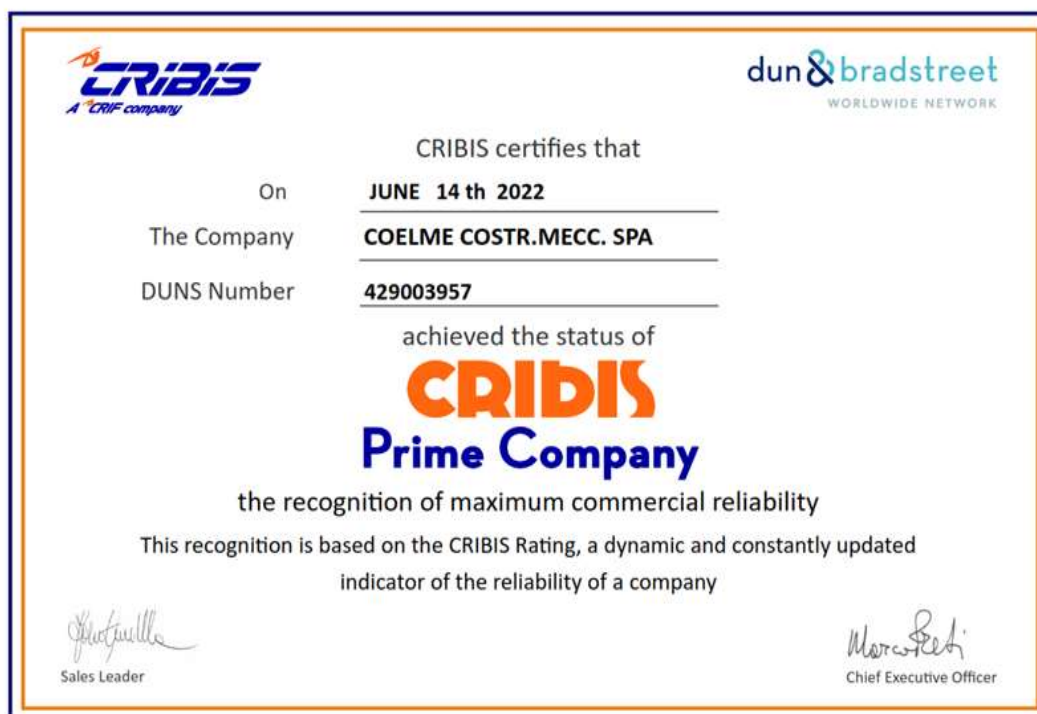 CRIBIS
A CRIF company
dun & bradstreet
WORLDWIDE NETWORK
CRIBIS certifies that
On JUNE 14 th 2022
The Company COELME COSTR.MECC. SPA
DUNS Number 429003957
achieved the status of
CRIBIS
Prime Company
the recognition of maximum commercial reliability
This recognition is based on the CRIBIS Rating, a dynamic and constantly updated
indicator of the reliability of a company
Marco Preti
Sales Leader
Chief Executive Officer